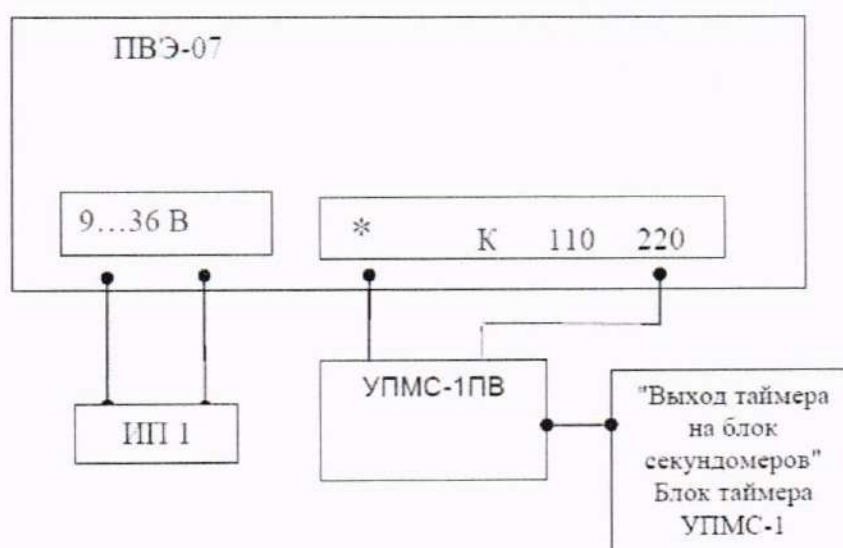 ПВЭ-07
9...36 В
* К 110 220
УПМС-1ПВ
ИП 1
"Выход таймера
на блок
секундомеров"
Блок таймера
УПМС-1